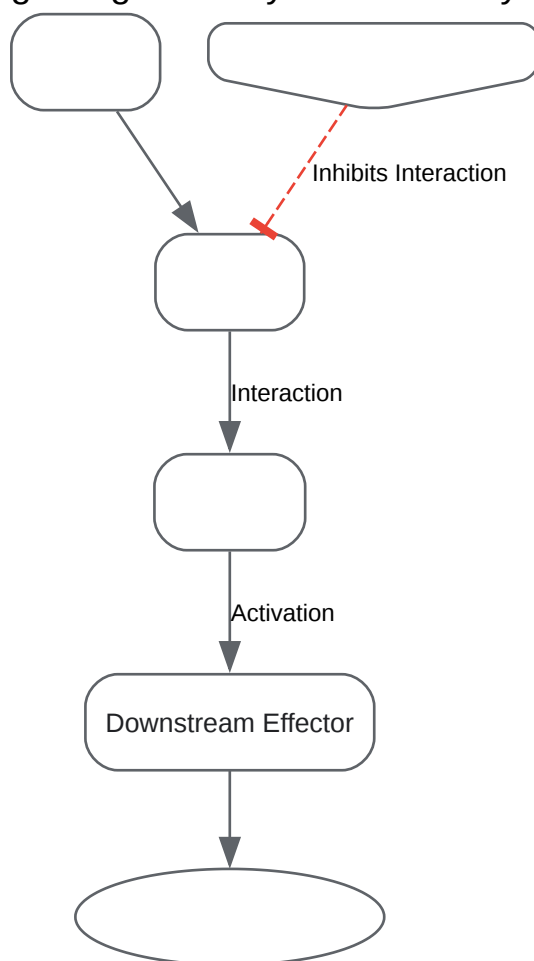 Inhibits Interaction
Interaction
Activation
Downstream Effector